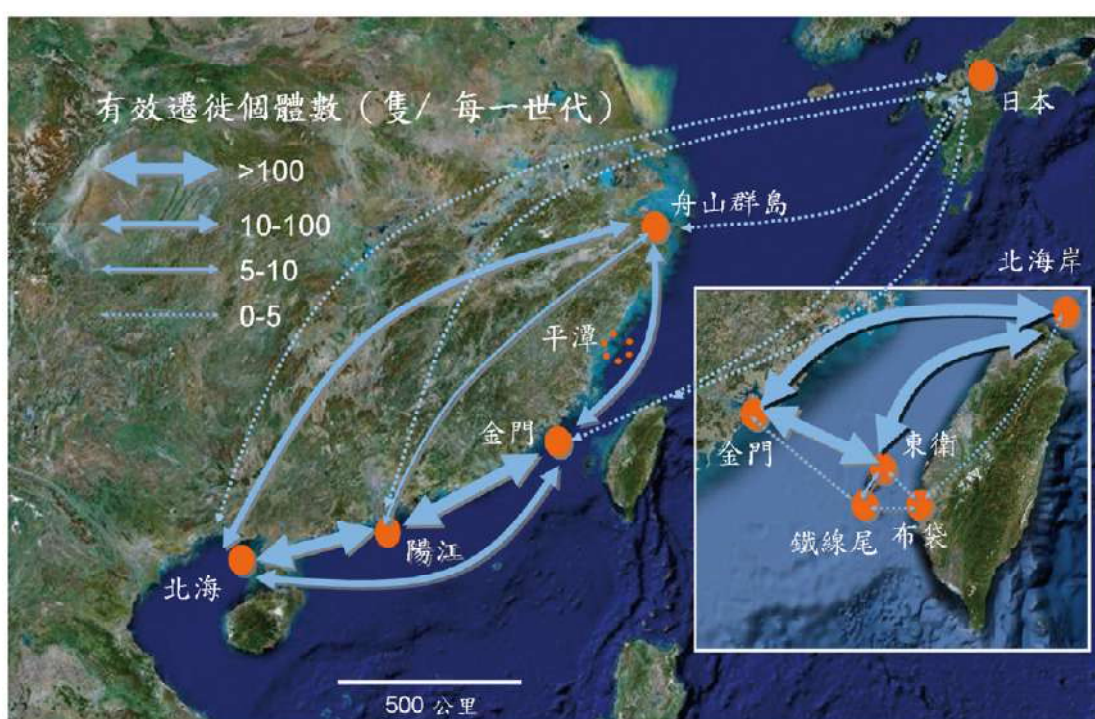 有效遷徙個體數（隻/ 每一世代）
>100
10-100
5-10
0-5
日本
舟山群島
北海岸
平潭
金門
陽江
北海
500 公里
金門
東衛
鐵線尾
布袋